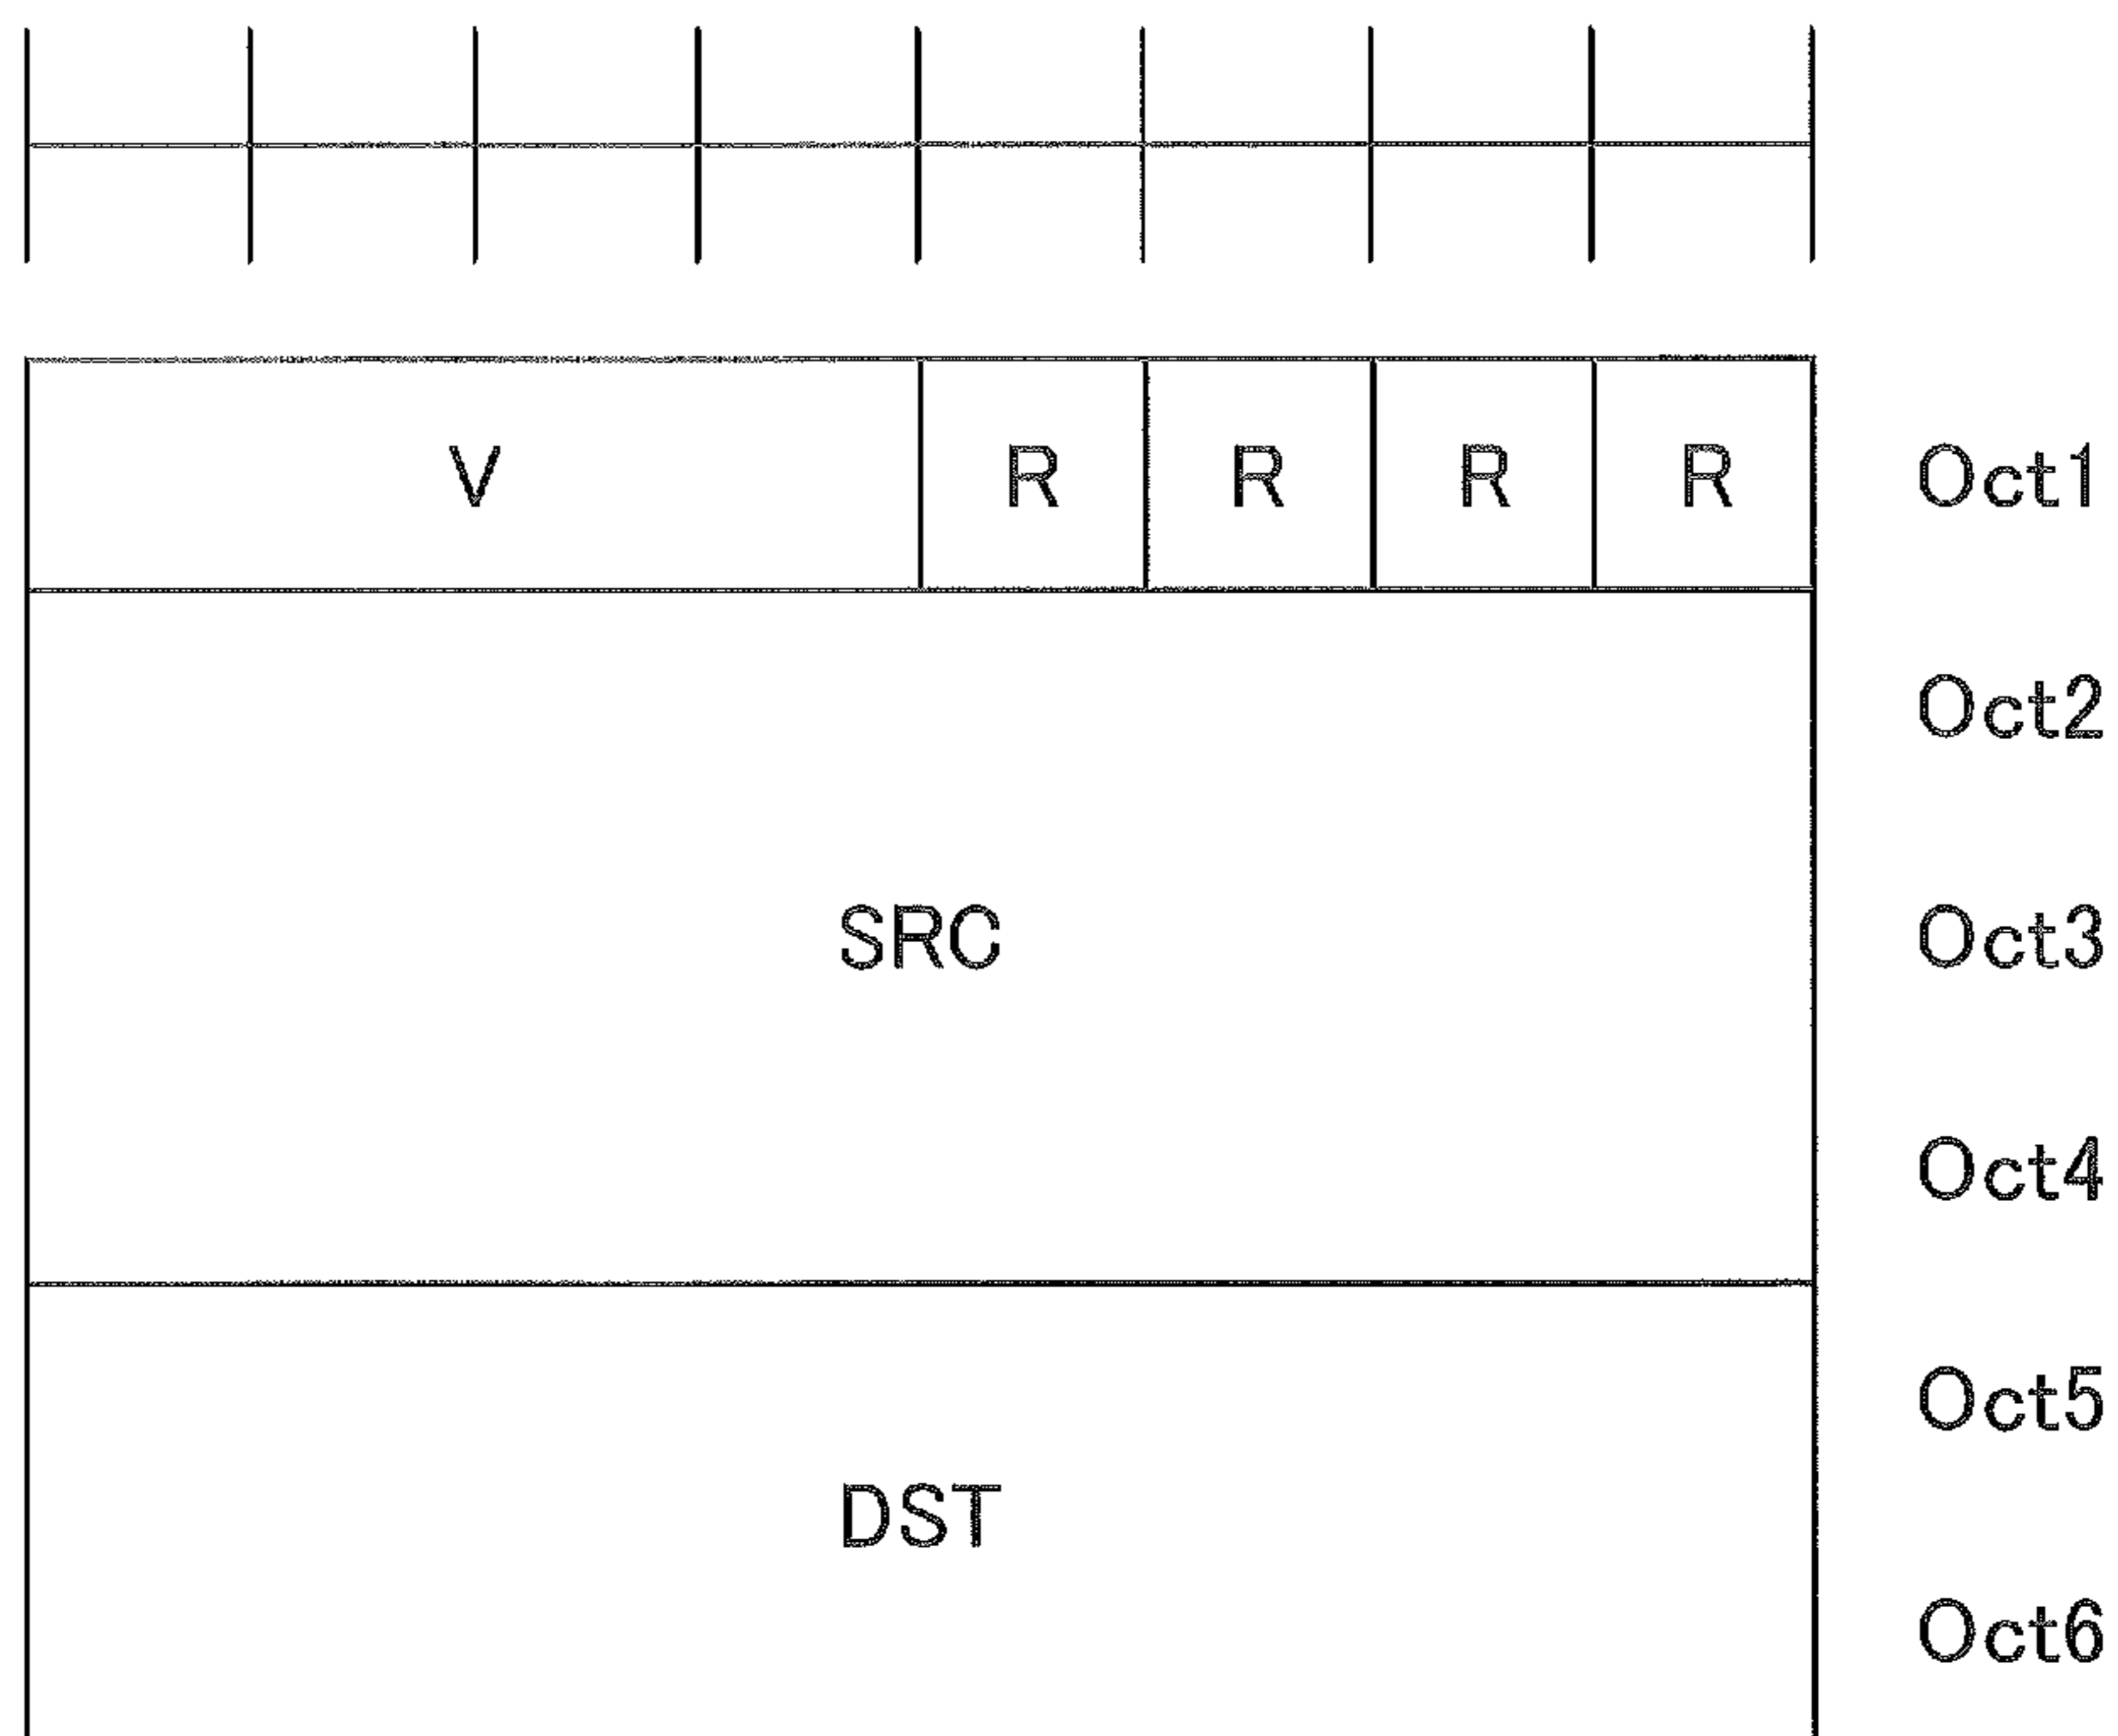 V R R R R Oct1
Oct2
SRC Oct3
Oct4
Oct5
DST
Oct6